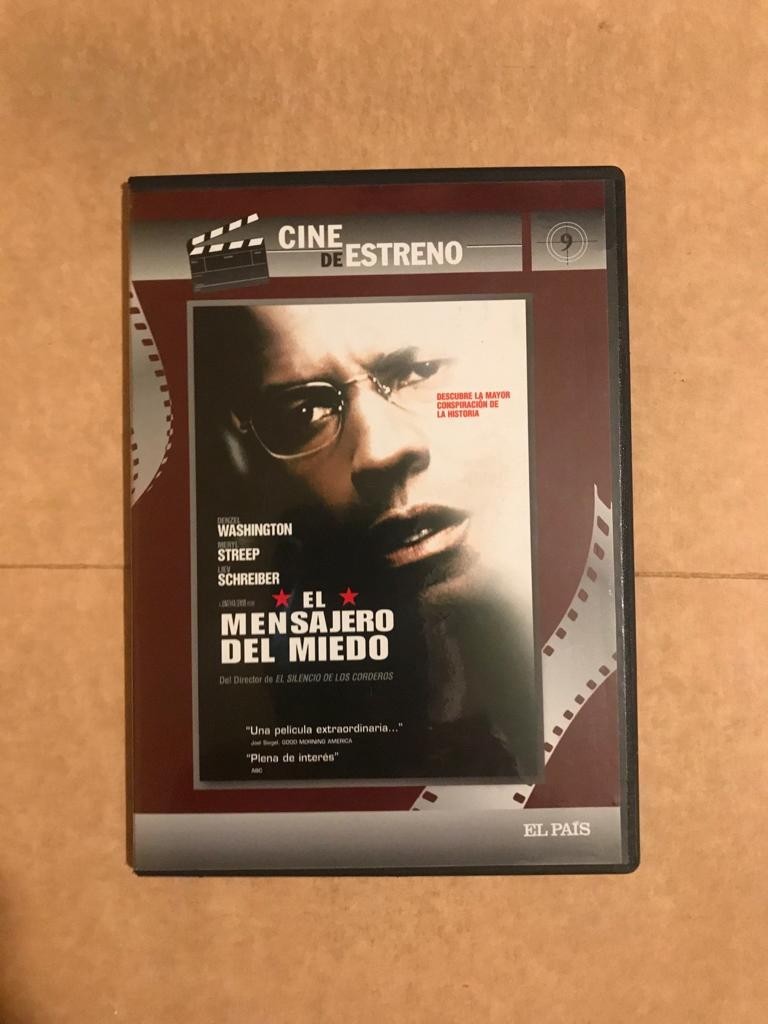 CINE
DE ESTRENO
9
DESCUBRE LA MAYOR
CONSPIRACIÓN DE
LA HISTORIA
DENZEL
WASHINGTON
MERYL
STREEP
LIEV
SCHREIBER
EL
MENSAJERO
DEL MIEDO
Del Director de EL SILENCIO DE LOS CORDEROS
"Una película extraordinaria..."
Joel Siegel, GOOD MORNING AMERICA
"Plena de interés"
ABC
EL PAÍS